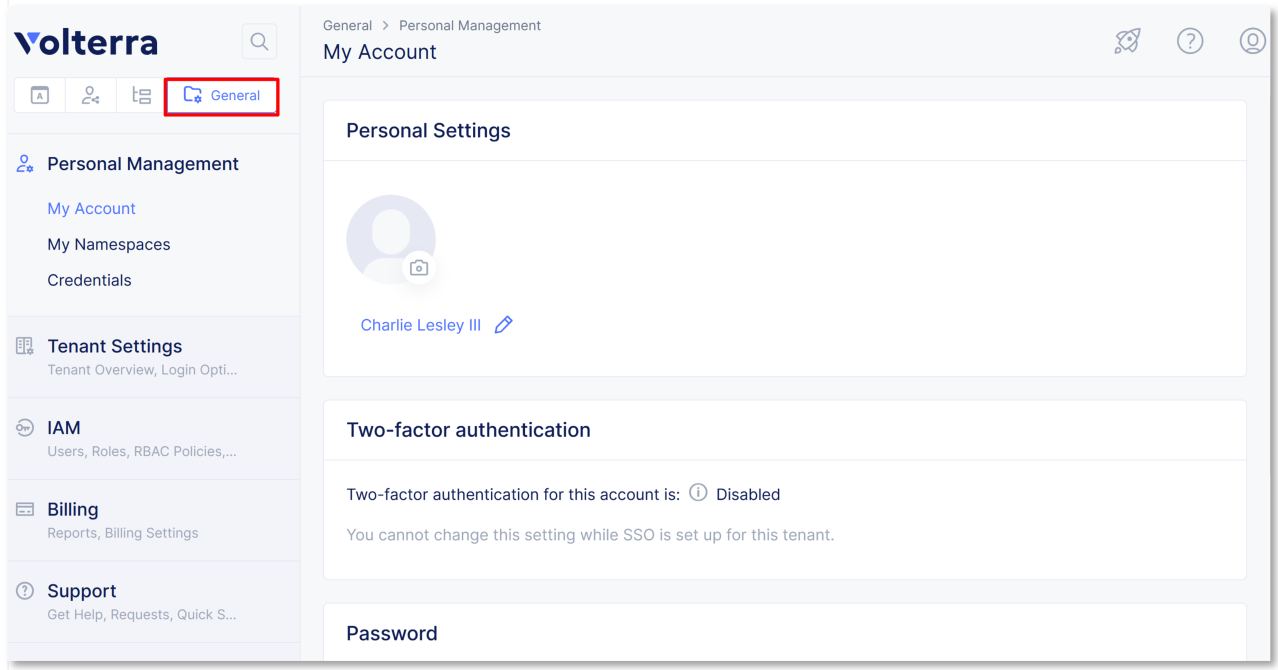 Volterra
General
Personal Management
My Account
My Namespaces
Credentials
Tenant Settings
Tenant Overview, Login Opti...
IAM
Users, Roles, RBAC Policies,...
Billing
Reports, Billing Settings
Support
Get Help, Requests, Quick S...
General > Personal Management
My Account
Personal Settings
Charlie Lesley III
Two-factor authentication
Two-factor authentication for this account is: Disabled
You cannot change this setting while SSO is set up for this tenant.
Password